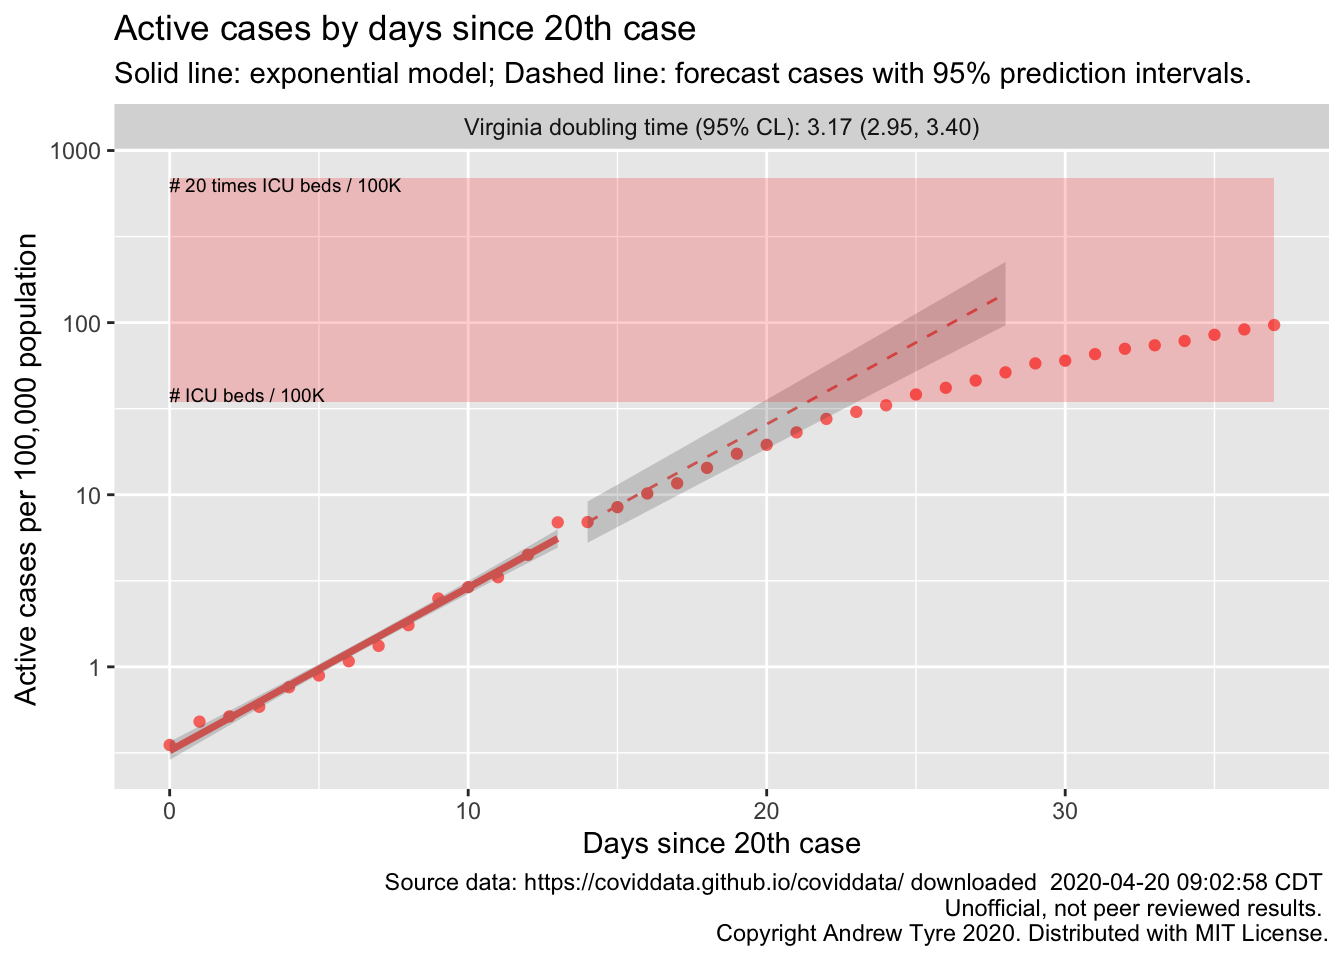 Active cases by days since 20th case
Solid line: exponential model; Dashed line: forecast cases with 95% prediction intervals.
Virginia doubling time (95% CL): 3.17 (2.95, 3.40)
1000
# 20 times ICU beds / 100K
100
# ICU beds / 100K
10
1
Active cases per 100,000 population
0
10
20
30
Days since 20th case
Source data: https://coviddata.github.io/coviddata/ downloaded  2020-04-20 09:02:58 CDT
Unofficial, not peer reviewed results.
Copyright Andrew Tyre 2020. Distributed with MIT License.